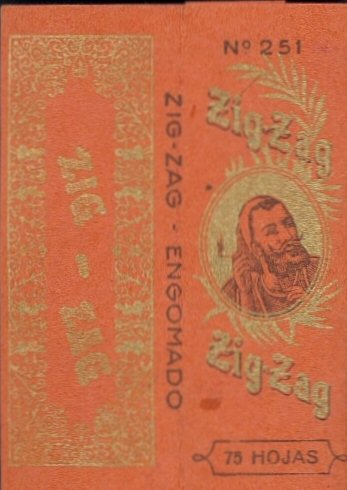 ZIG - ZAG
ZIG-ZAG - ENGOMADO
Nº 251
Zig-Zag
Zig-Zag
75 HOJAS